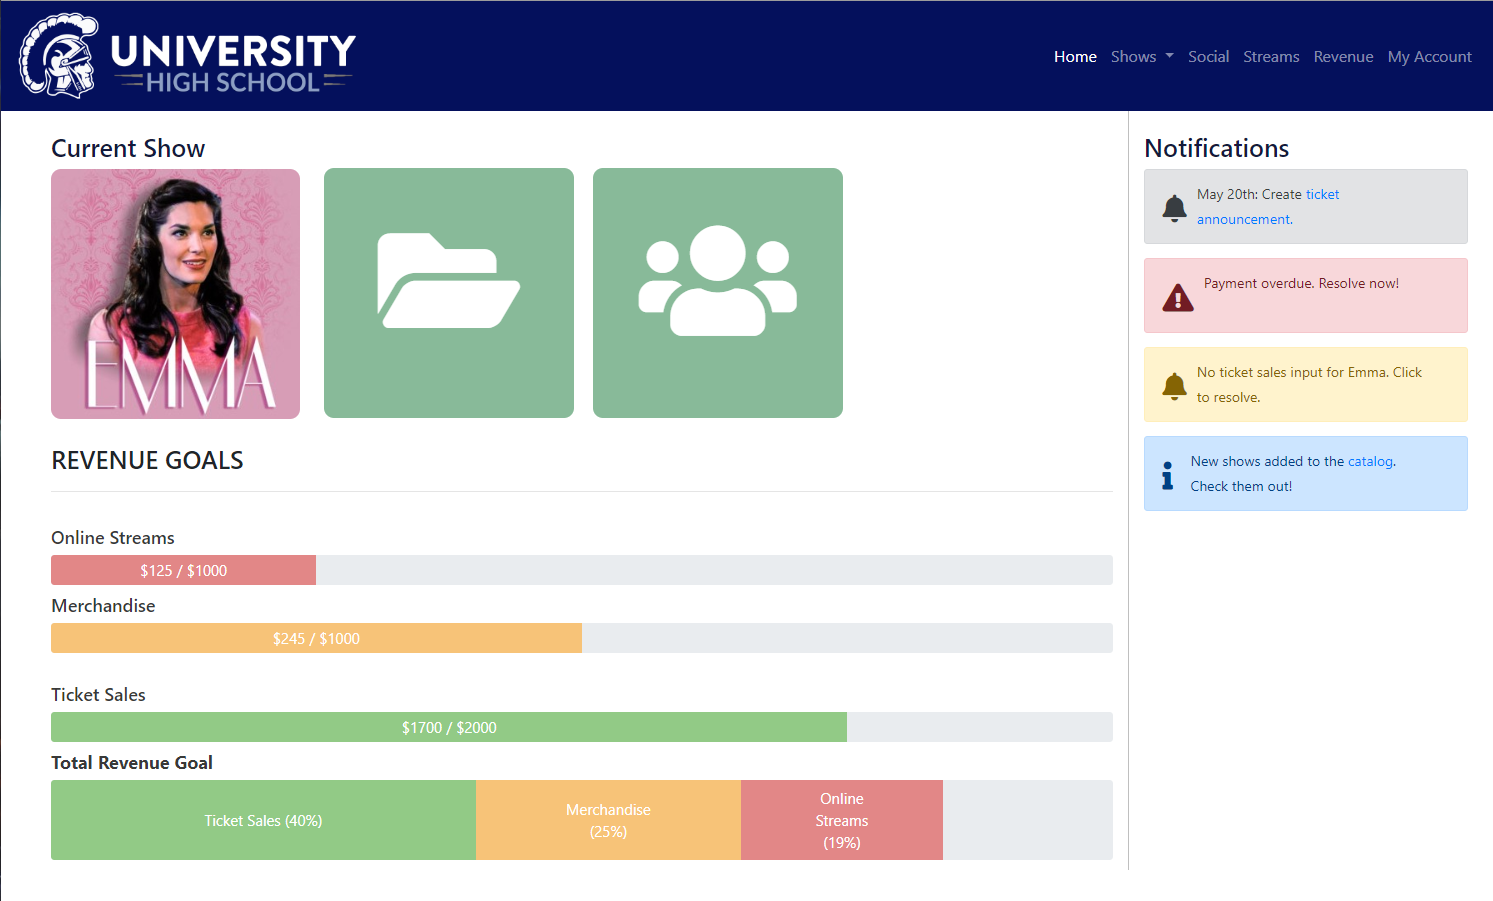 UNIVERSITY
HIGH SCHOOL
Home Shows Social Streams Revenue My Account
Current Show
EMMA
REVENUE GOALS
Online Streams
$125 / $1000
Merchandise
$245 / $1000
Ticket Sales
$1700 / $2000
Total Revenue Goal
Ticket Sales (40%)
Merchandise
(25%)
Online
Streams
(19%)
Notifications
May 20th: Create ticket
announcement.
Payment overdue. Resolve now!
No ticket sales input for Emma. Click
to resolve.
New shows added to the catalog.
Check them out!